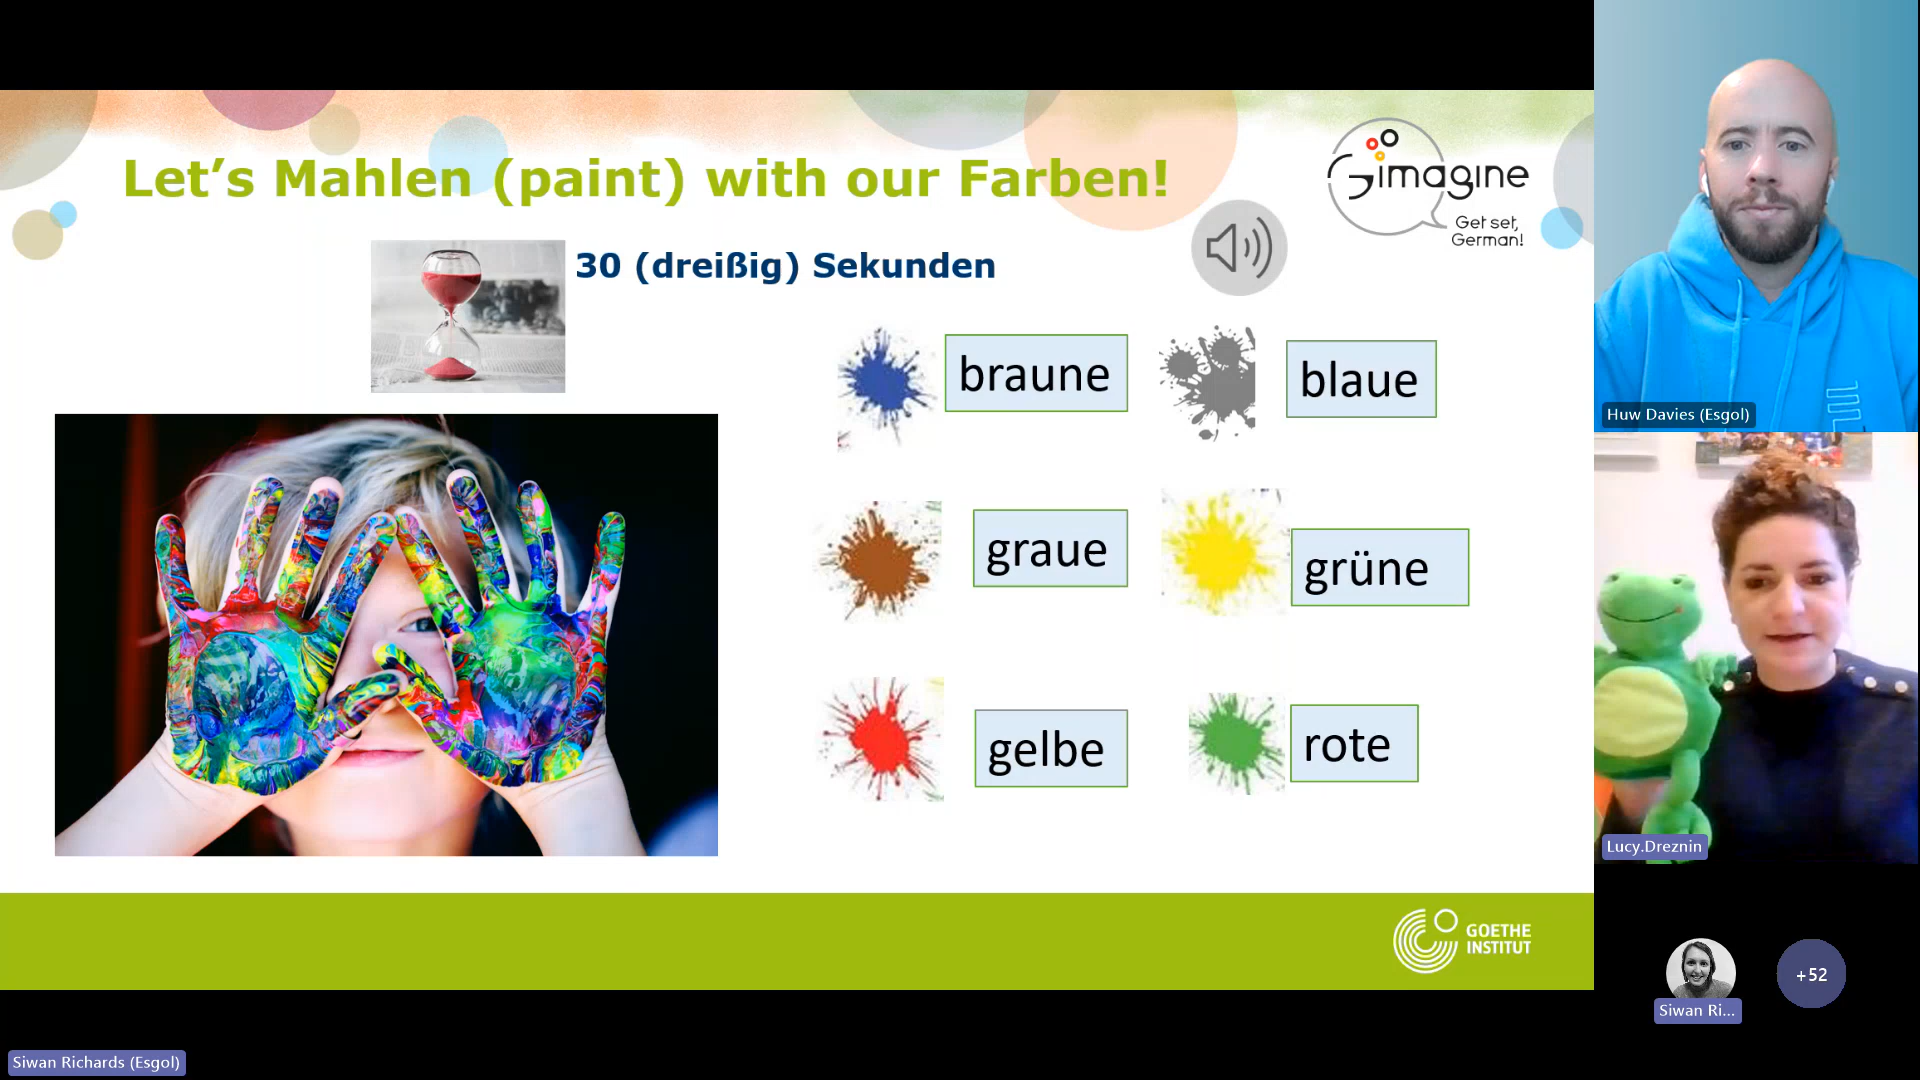 Let’s Mahlen (paint) with our Farben!
Gimagine
Get set,
German!
30 (dreißig) Sekunden
braune
blaue
graue
grüne
gelbe
rote
GOETHE
INSTITUT
Huw Davies (Esgol)
Lucy.Dreznin
Siwan Ri...
+52
Siwan Richards (Esgol)